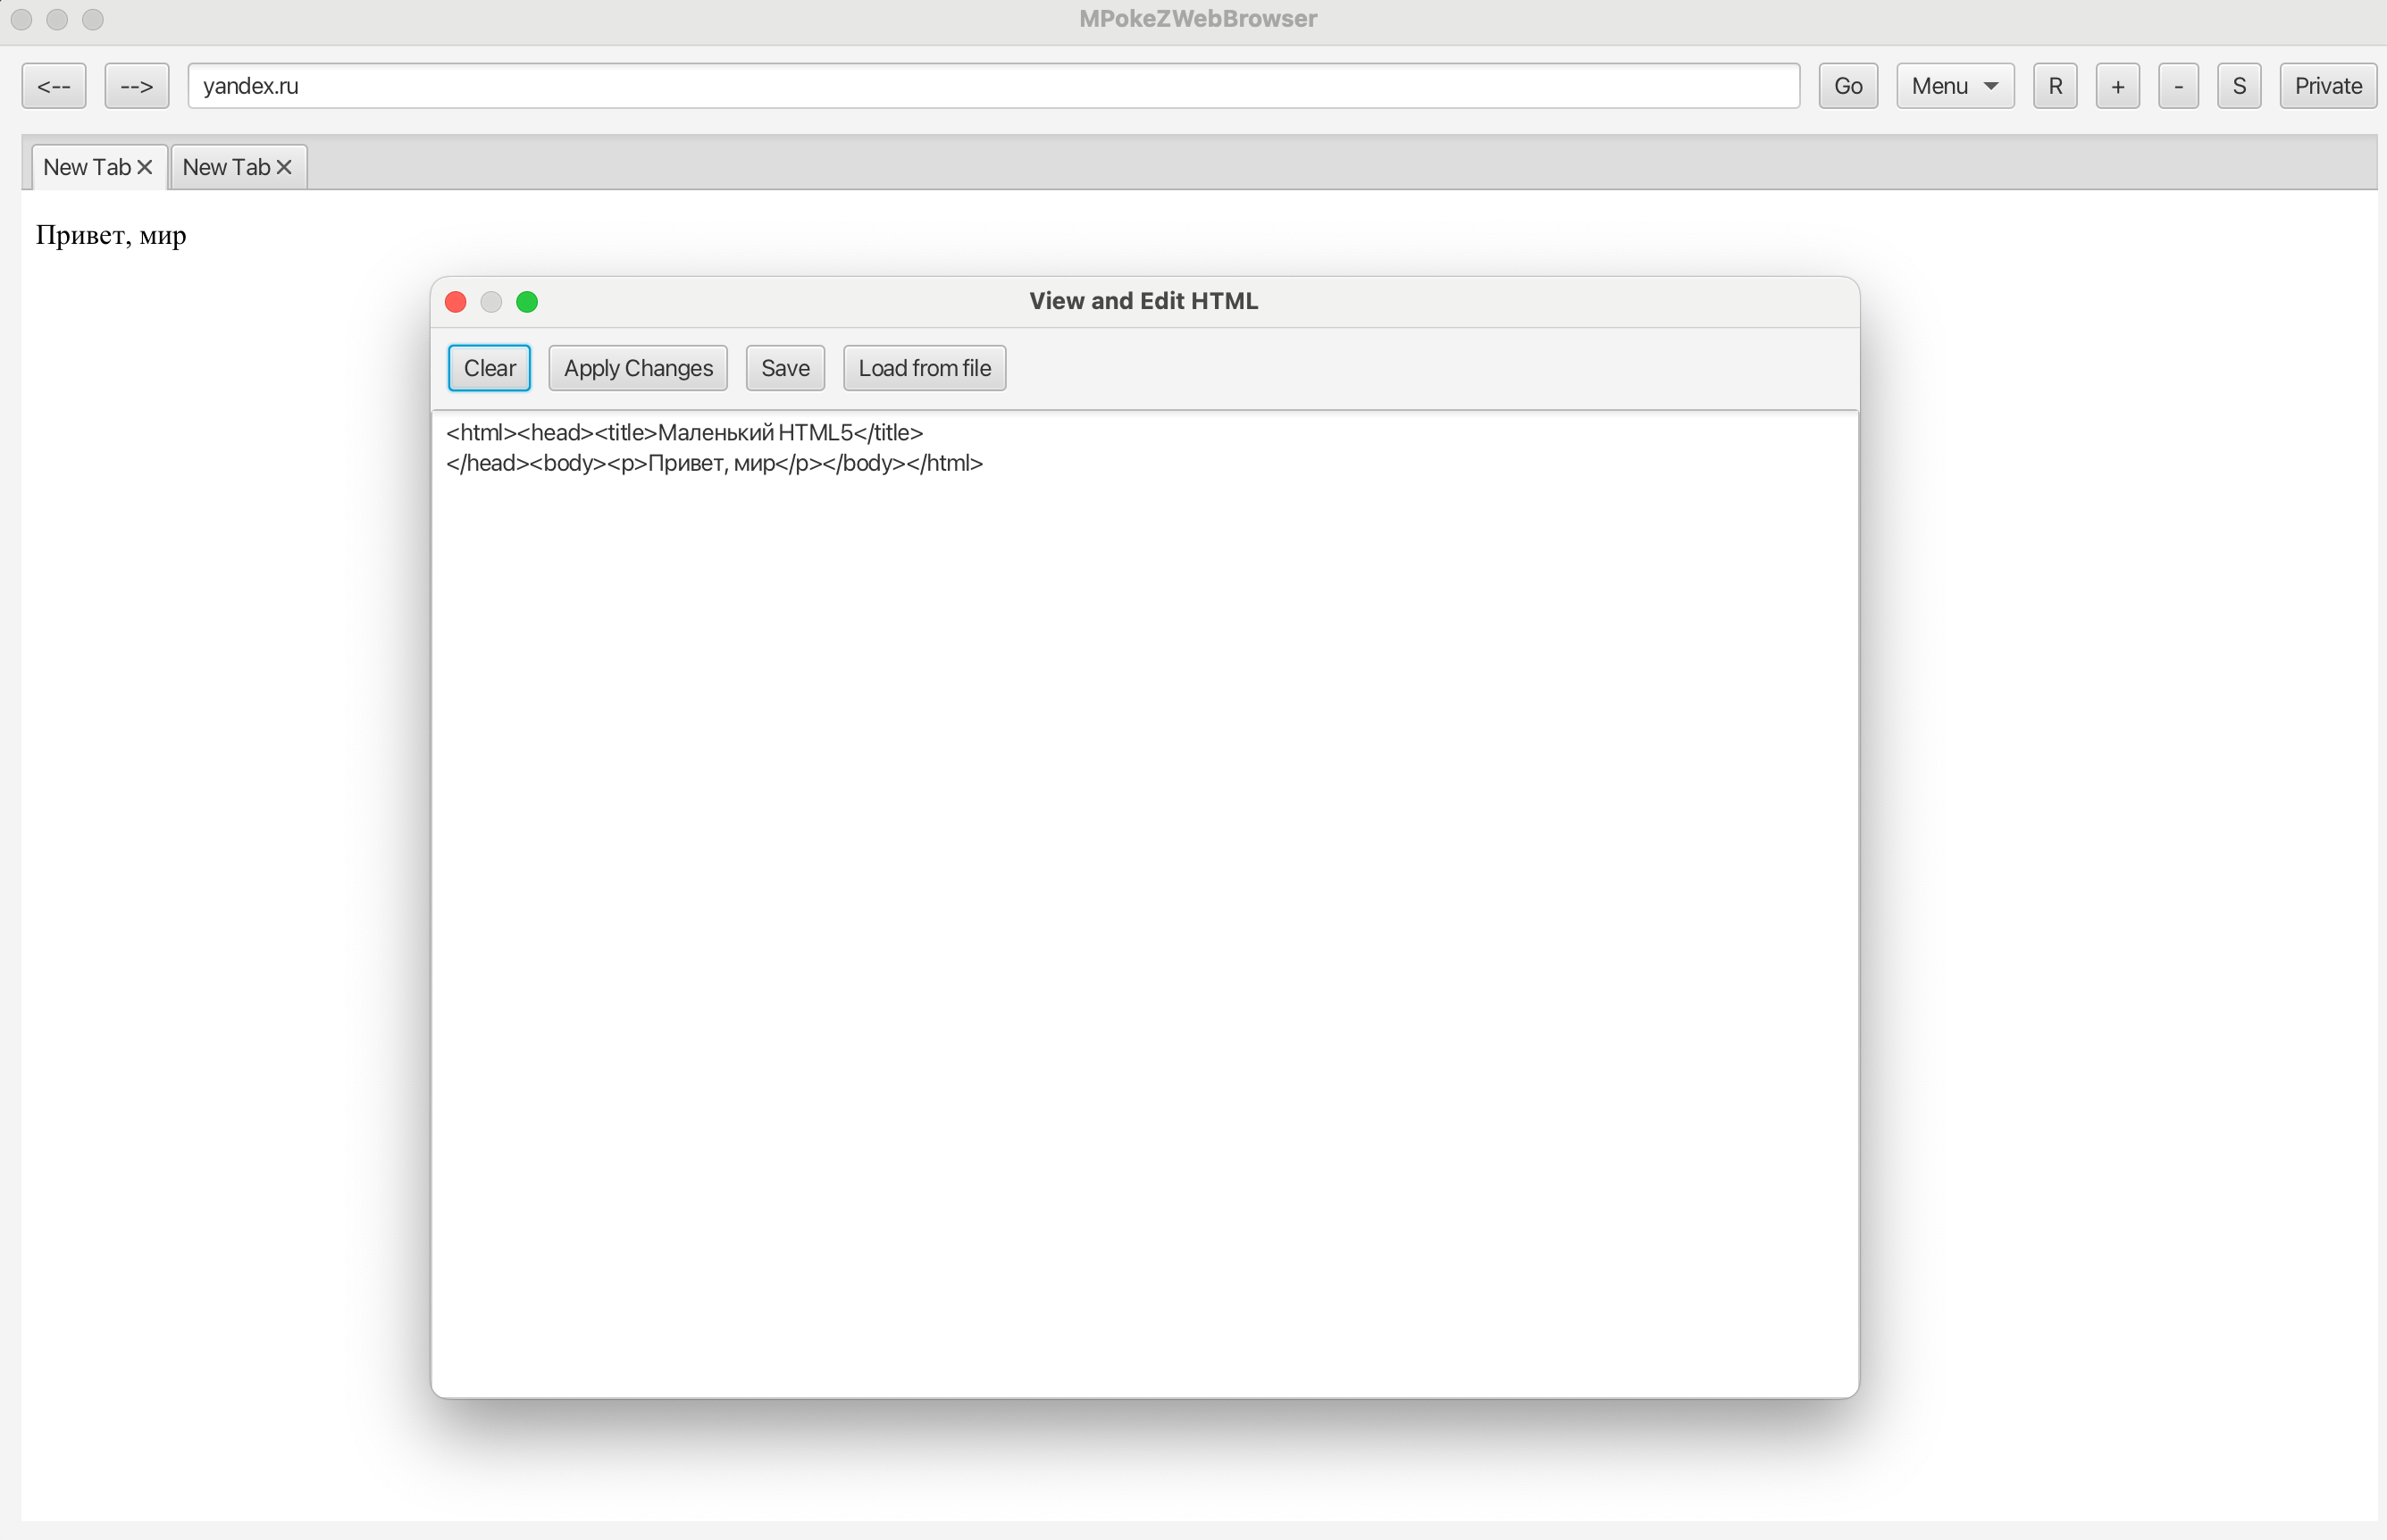 MPokeZWebBrowser
<-- --> yandex.ru Go Menu R + - S Private
New Tab New Tab
Привет, мир
View and Edit HTML
Clear Apply Changes Save Load from file
<html><head><title>Маленький HTML5</title>
</head><body><p>Привет, мир</p></body></html>